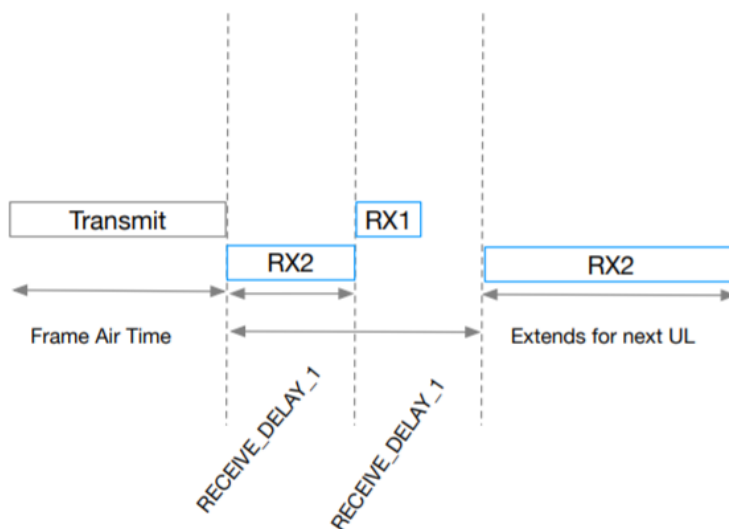 Transmit
RX1
RX2
RX2
Frame Air Time
Extends for next UL
RECEIVE_DELAY_1
RECEIVE_DELAY_1